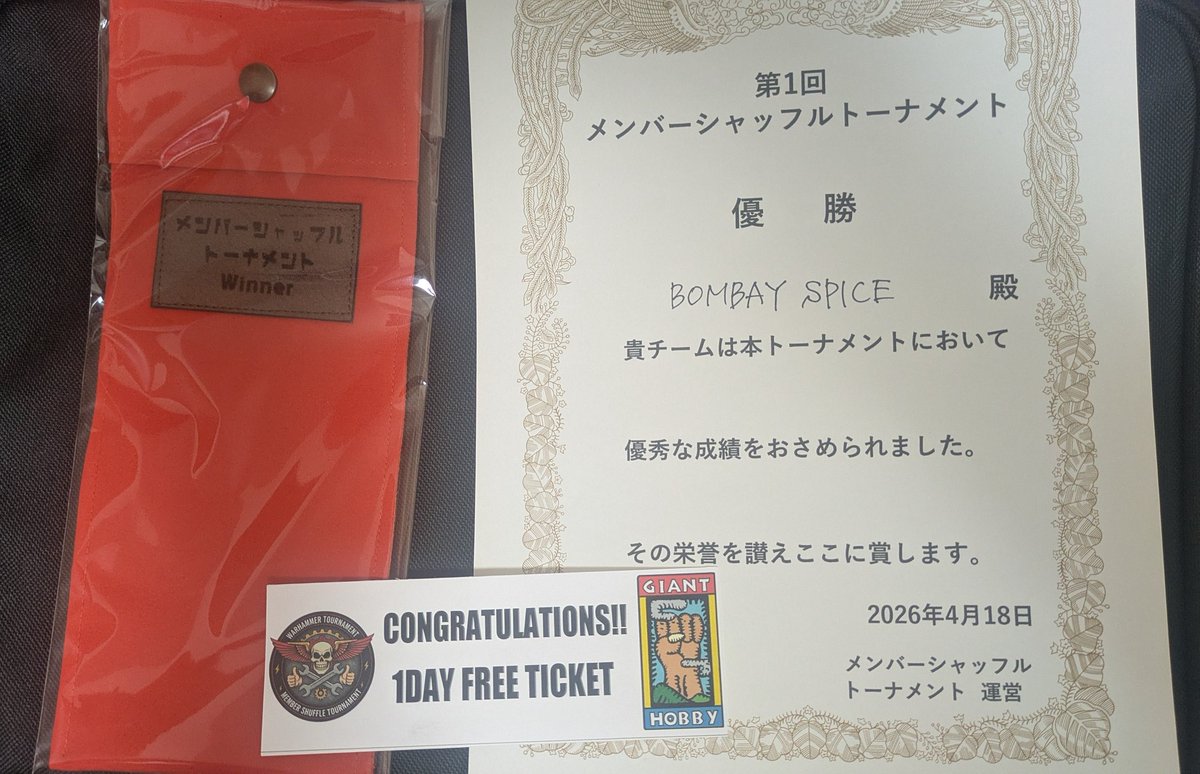 メンバーシャッフル
トーナメント
Winner
第1回
メンバーシャッフルトーナメント
優 勝
BOMBAY SPICE 殿
貴チームは本トーナメントにおいて
優秀な成績をおさめられました。
その栄誉を讃えここに賞します。
2026年4月18日
メンバーシャッフル
トーナメント 運営
WARHAMMER TOURNAMENT
MEMBER SHUFFLE TOURNAMENT
CONGRATULATIONS!!
1DAY FREE TICKET
GIANT
HOBBY